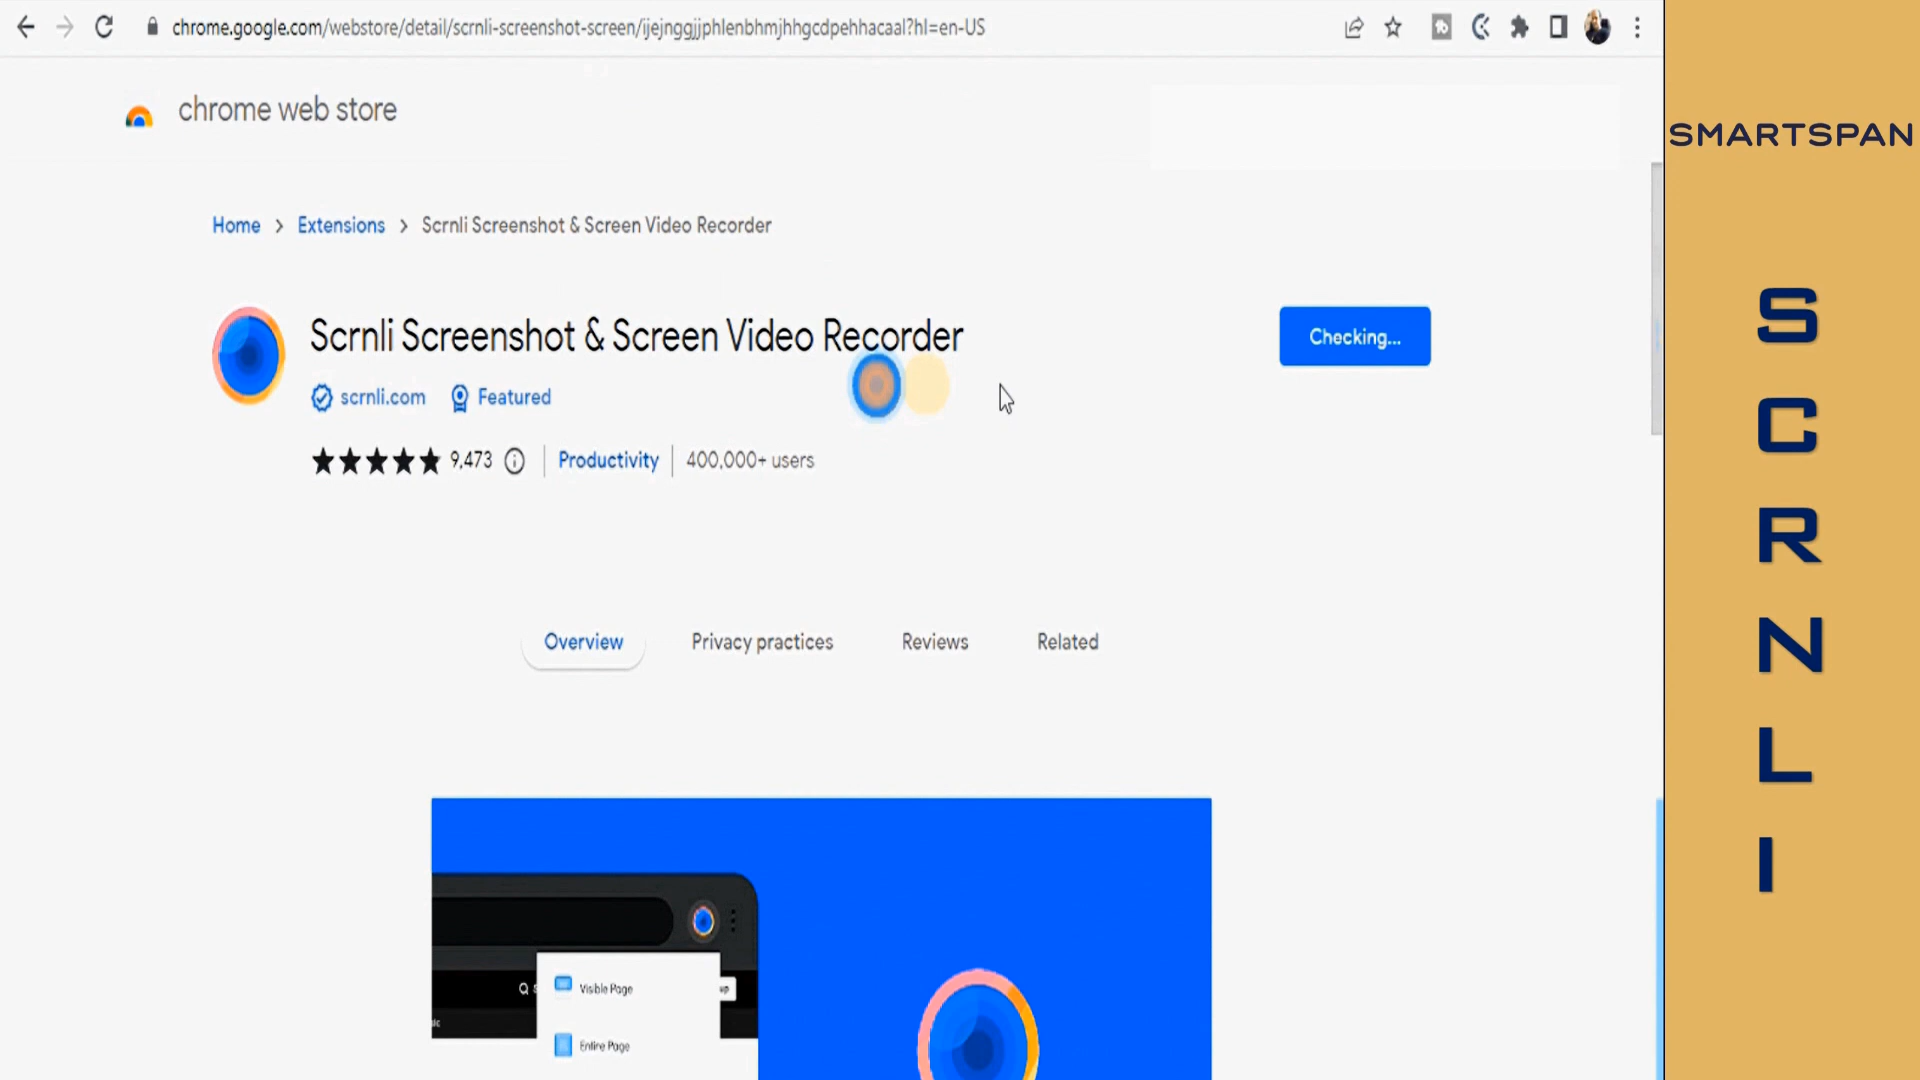 chrome.google.com/webstore/detail/scrnli-screenshot-screen/ijejnggjjphlenbhmjhhgcdpehhacaal?hl=en-US
chrome web store
SMARTSPAN
Home > Extensions > Scrnli Screenshot & Screen Video Recorder
Scrnli Screenshot & Screen Video Recorder
Checking...
scrnli.com Featured
9,473 Productivity 400,000+ users
Overview Privacy practices Reviews Related
Visible Page
Entire Page
S
C
R
N
L
I